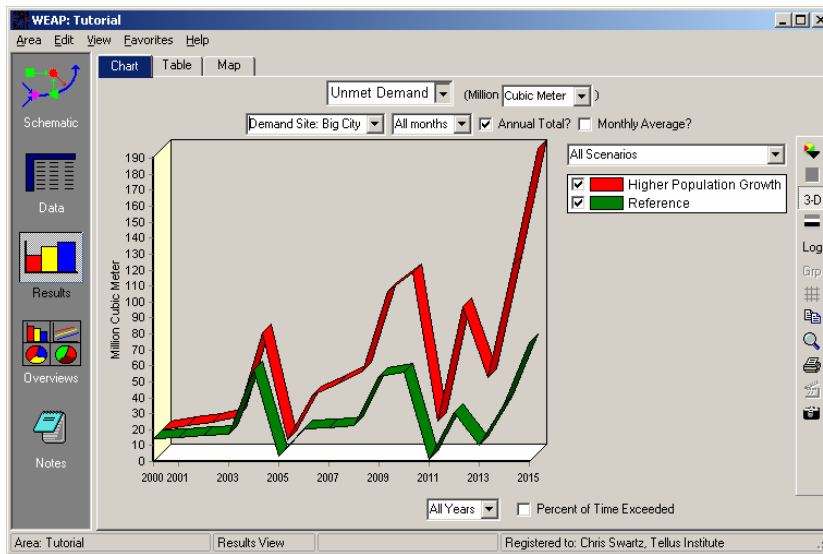 WEAP: Tutorial
Area Edit View Favorites Help
Chart Table Map
Unmet Demand (Million Cubic Meter )
Demand Site: Big City All months Annual Total? Monthly Average?
All Scenarios
Higher Population Growth
Reference
Schematic
Data
Results
Overviews
Notes
3-D
Log
Grp
Million Cubic Meter
190
180
170
160
150
140
130
120
110
100
90
80
70
60
50
40
30
20
10
0
2000 2001 2003 2005 2007 2009 2011 2013 2015
All Years Percent of Time Exceeded
Area: Tutorial Results View Registered to: Chris Swartz, Tellus Institute